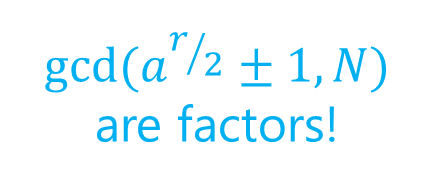 gcd(a^{r/2} ± 1, N)
are factors!